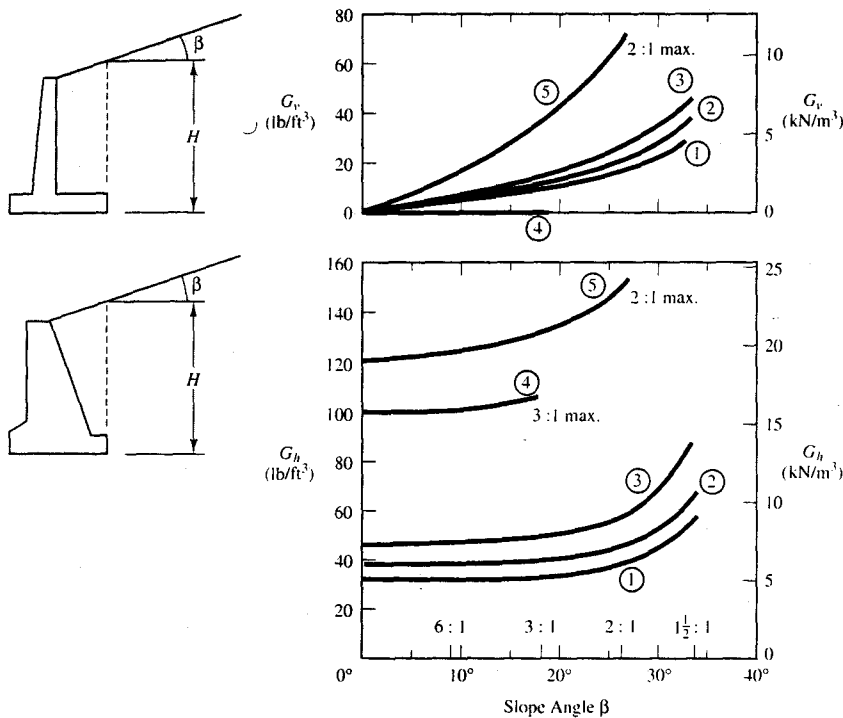 β
H
β
H
G_v
(lb/ft³)
80
60
40
20
0
2 : 1 max.
⑤
③
②
①
④
10
5
0
G_v
(kN/m³)
G_h
(lb/ft³)
160
140
120
100
80
60
40
20
⑤
2 : 1 max.
④
3 : 1 max.
③
②
①
6 : 1
3 : 1
2 : 1
1½ : 1
25
20
15
10
5
0
G_h
(kN/m³)
0° 10° 20° 30° 40°
Slope Angle β